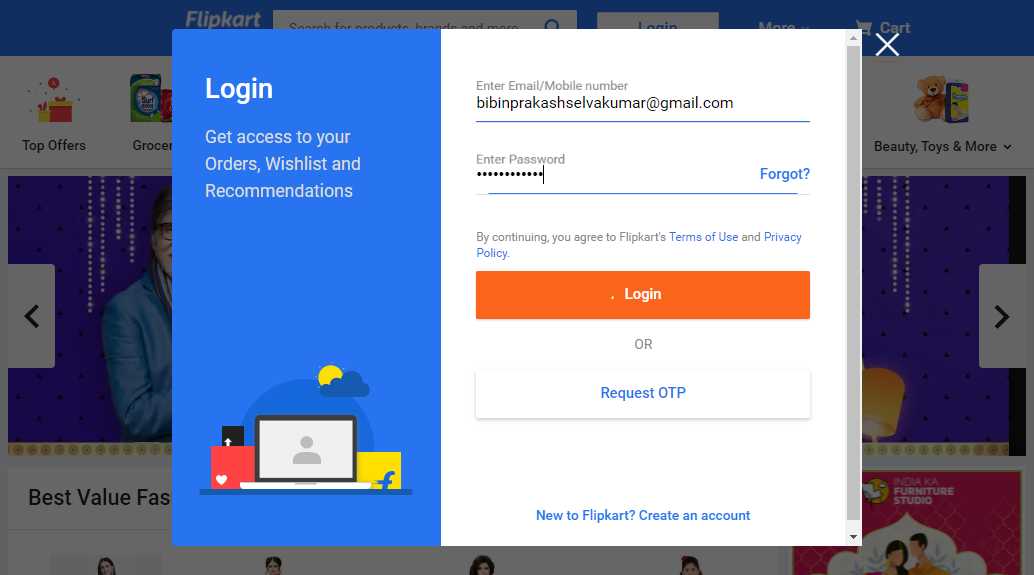 Flipkart
Search for products, brands and more
Login
More
Cart
Top Offers
Grocer
Beauty, Toys & More
Login
Get access to your
Orders, Wishlist and
Recommendations
Enter Email/Mobile number
bibinprakashselvakumar@gmail.com
Enter Password
••••••••••••
Forgot?
By continuing, you agree to Flipkart's Terms of Use and Privacy
Policy.
Login
OR
Request OTP
New to Flipkart? Create an account
Best Value Fas
INDIA KA
FURNITURE
STUDIO